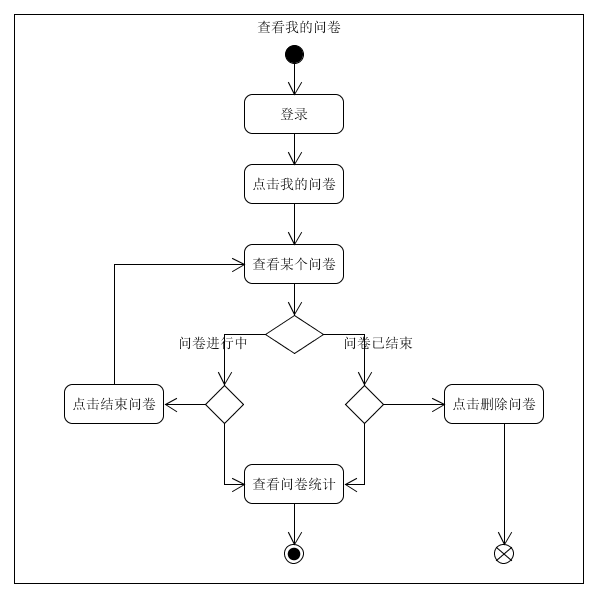 查看我的问卷
登录
点击我的问卷
查看某个问卷
问卷进行中
问卷已结束
点击结束问卷
点击删除问卷
查看问卷统计